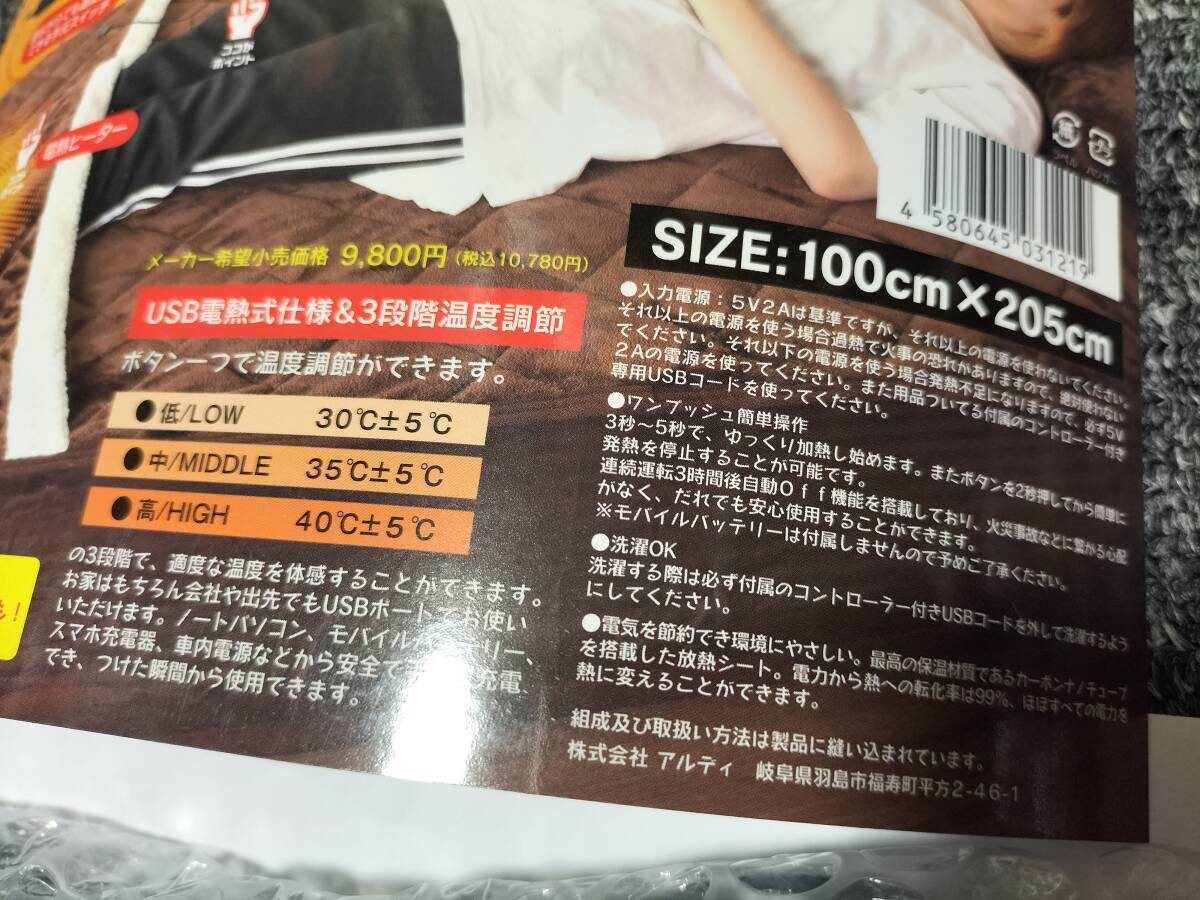 ココが
ポイント
電熱ヒーター
4 580645 031219
メーカー希望小売価格 9,800円（税込10,780円）
USB電熱式仕様&3段階温度調節
ボタン一つで温度調節ができます。
●低/LOW 30℃±5℃
●中/MIDDLE 35℃±5℃
●高/HIGH 40℃±5℃
の3段階で、適度な温度を体感することができます。
お家はもちろん会社や出先でもUSBポート お使い
いただけます。ノートパソコン、モバイル ッテリー、
スマホ充電器、車内電源などから安全で 充電
でき、つけた瞬間から使用できます。
SIZE:100cm×205cm
●入力電源：5V2Aは基準ですが、それ以上の電源を使わないでください。
それ以上の電源を使う場合過熱で火事の恐れがありますので、絶対使わない
でください。それ以下の電源を使う場合発熱不足になりますので、必ず5V
2Aの電源を使ってください。また用品ついてる付属のコントローラー付き
専用USBコードを使ってください。
●ワンプッシュ簡単操作
3秒～5秒で、ゆっくり加熱し始めます。またボタンを2秒押してから簡単に
発熱を停止することが可能です。
連続運転3時間後自動Off機能を搭載しており、火災事故などに繋がる心配
がなく、だれでも安心使用することができます。
※モバイルバッテリーは付属しませんので予めご了承ください。
●洗濯OK
洗濯する際は必ず付属のコントローラー付きUSBコードを外して洗濯するよう
にしてください。
●電気を節約でき環境にやさしい。最高の保温材質であるカーボンナノチューブ
を搭載した放熱シート。電力から熱への転化率は99%、ほぼすべての電力を
熱に変えることができます。
組成及び取扱い方法は製品に縫い込まれています。
株式会社 アルティ 岐阜県羽島市福寿町平方2-46-1